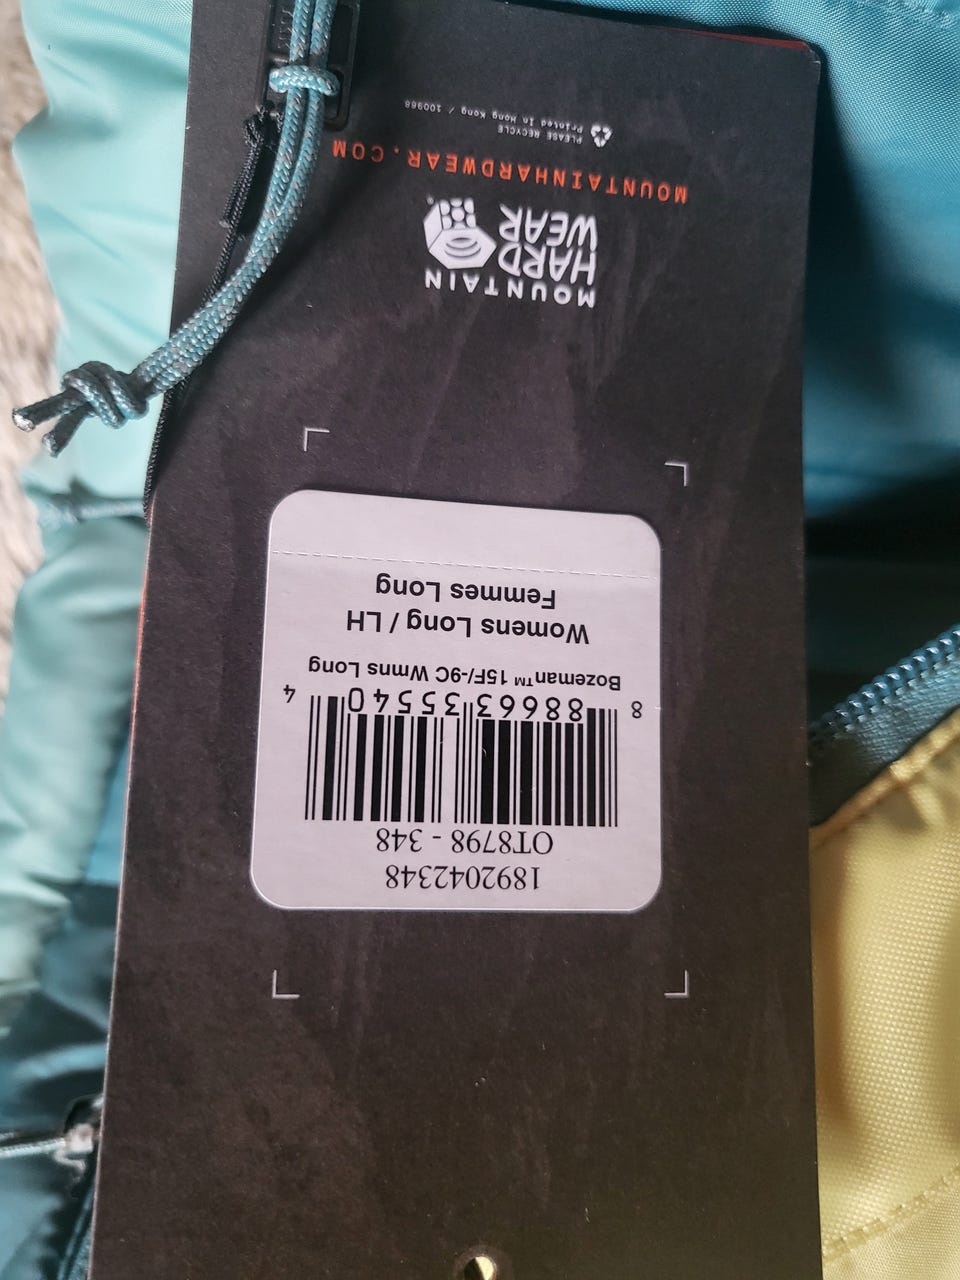 1892042348
OT8798 - 348
8 88663 35540 4
Bozeman™ 15F/-9C Wmns Long
Womens Long / LH
Femmes Long
MOUNTAIN
HARD
WEAR
MOUNTAINHARDWEAR.COM
PLEASE RECYCLE
Printed In Hong Kong / 100968